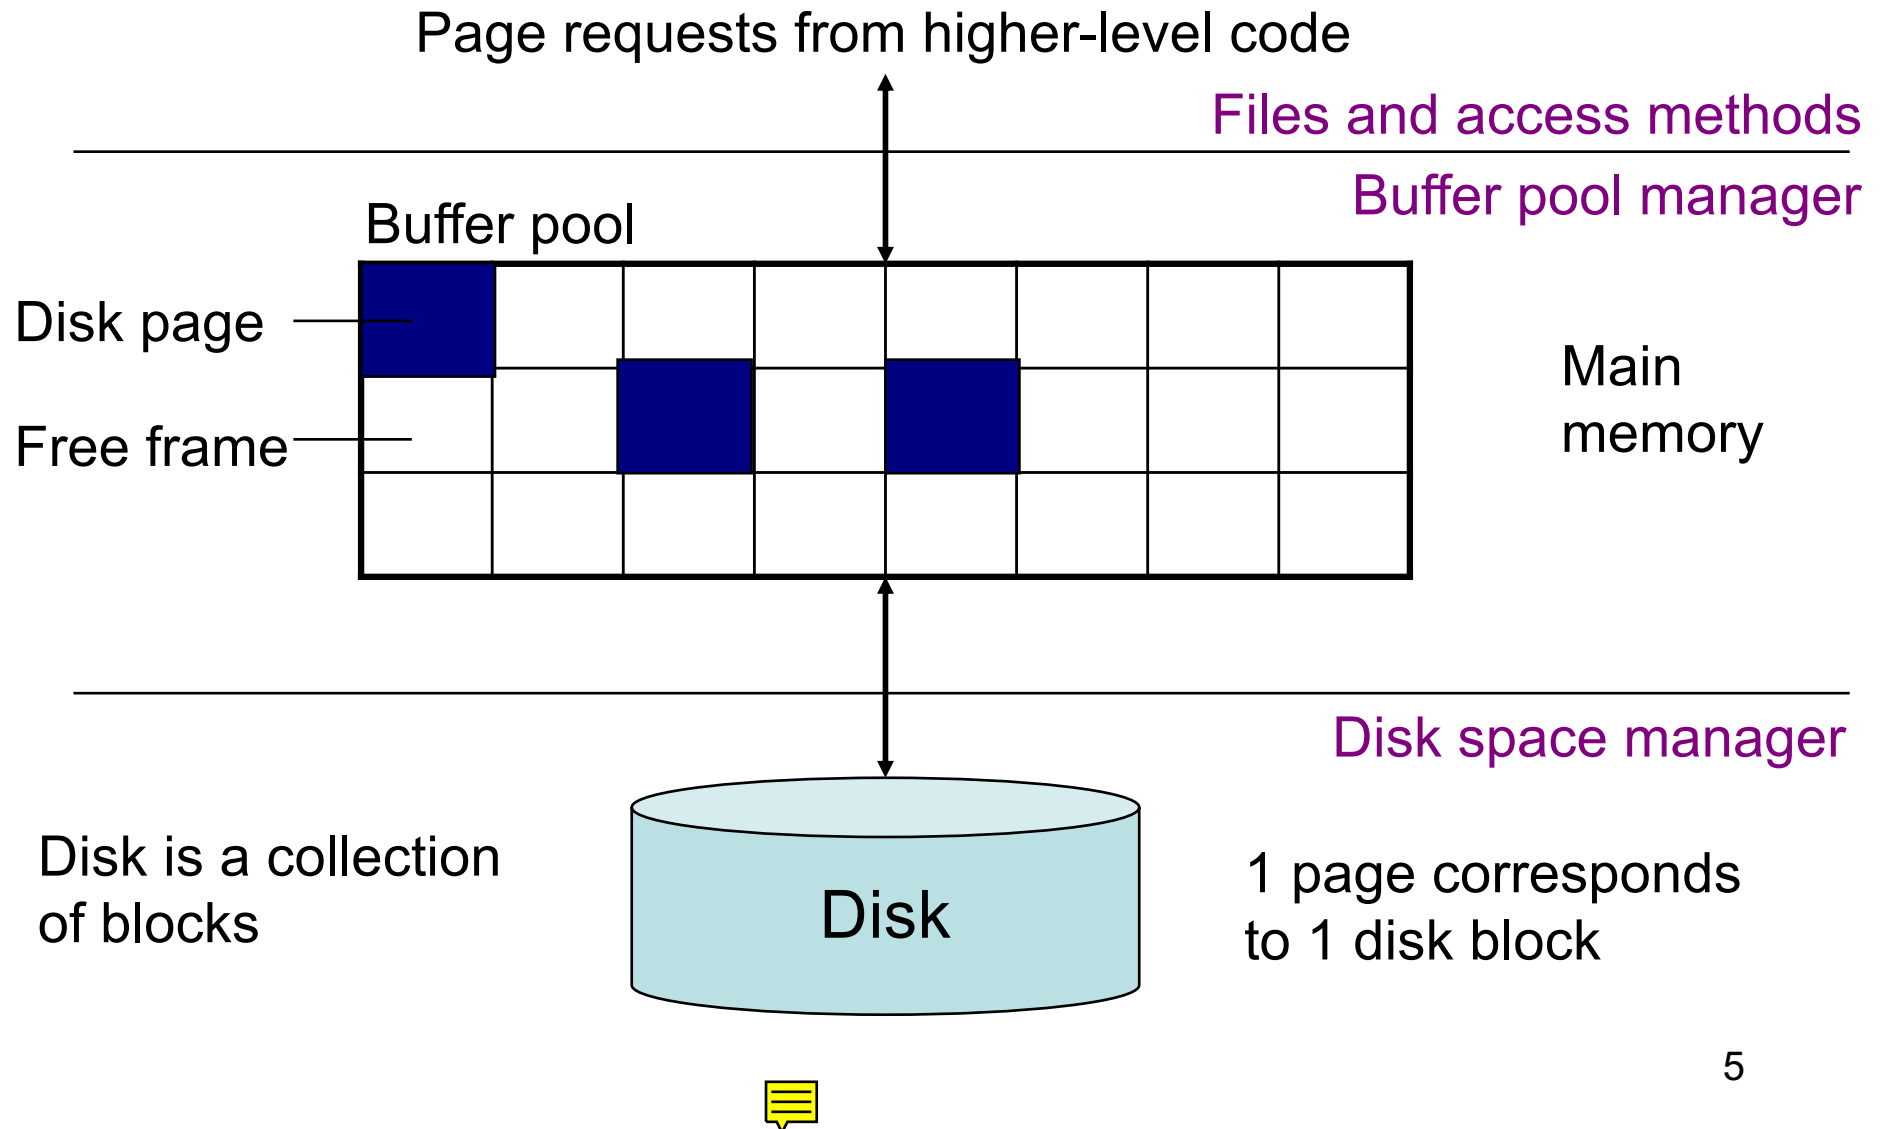 Page requests from higher-level code
Files and access methods
Buffer pool manager
Buffer pool
Disk page
Free frame
Main
memory
Disk space manager
Disk is a collection
of blocks
Disk
1 page corresponds
to 1 disk block
5